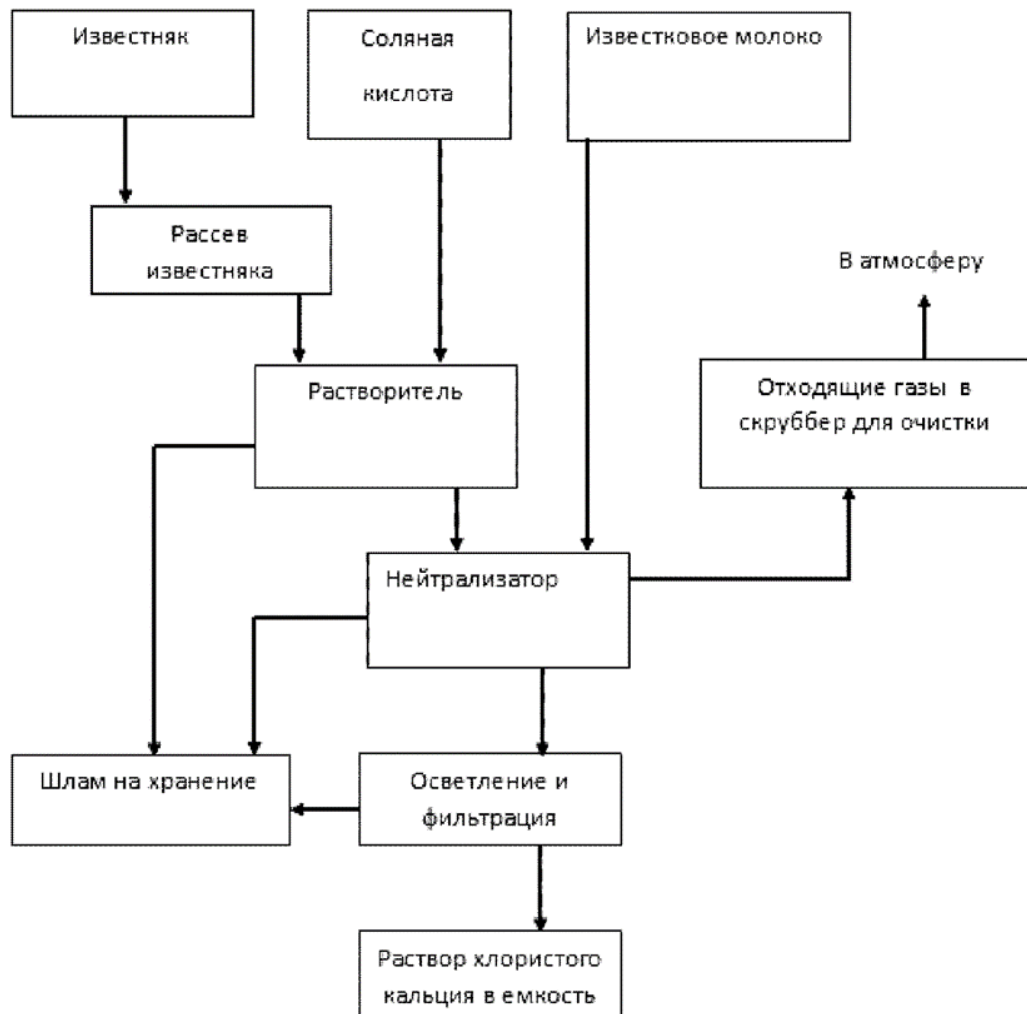 Известняк
Соляная
кислота
Известковое молоко
Рассев
известняка
В атмосферу
Растворитель
Отходящие газы в
скруббер для очистки
Нейтрализатор
Шлам на хранение
Осветление и
фильтрация
Раствор хлористого
кальция в емкость